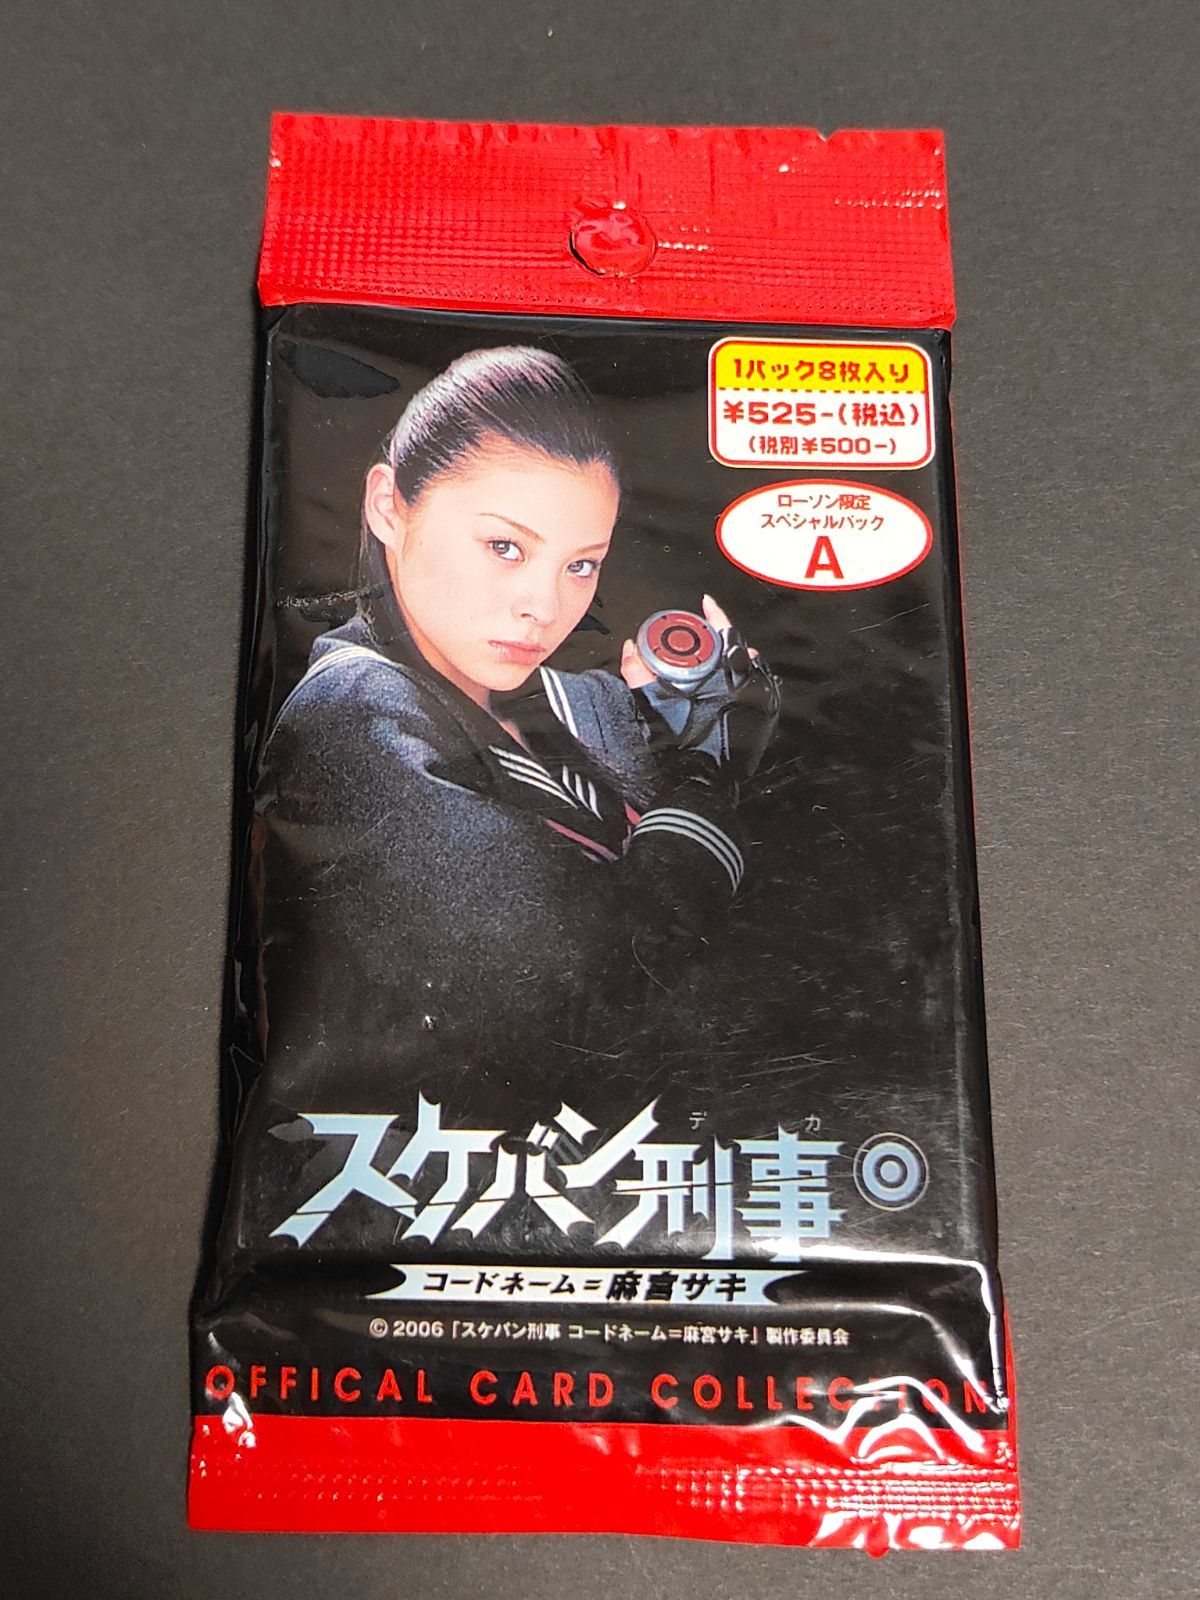 1パック8枚入り
¥525-(税込)
(税別¥500-)
ローソン限定
スペシャルパック
A
デカ
スケバン刑事
コードネーム=麻宮サキ
© 2006「スケバン刑事 コードネーム=麻宮サキ」製作委員会
OFFICAL CARD COLLECTION